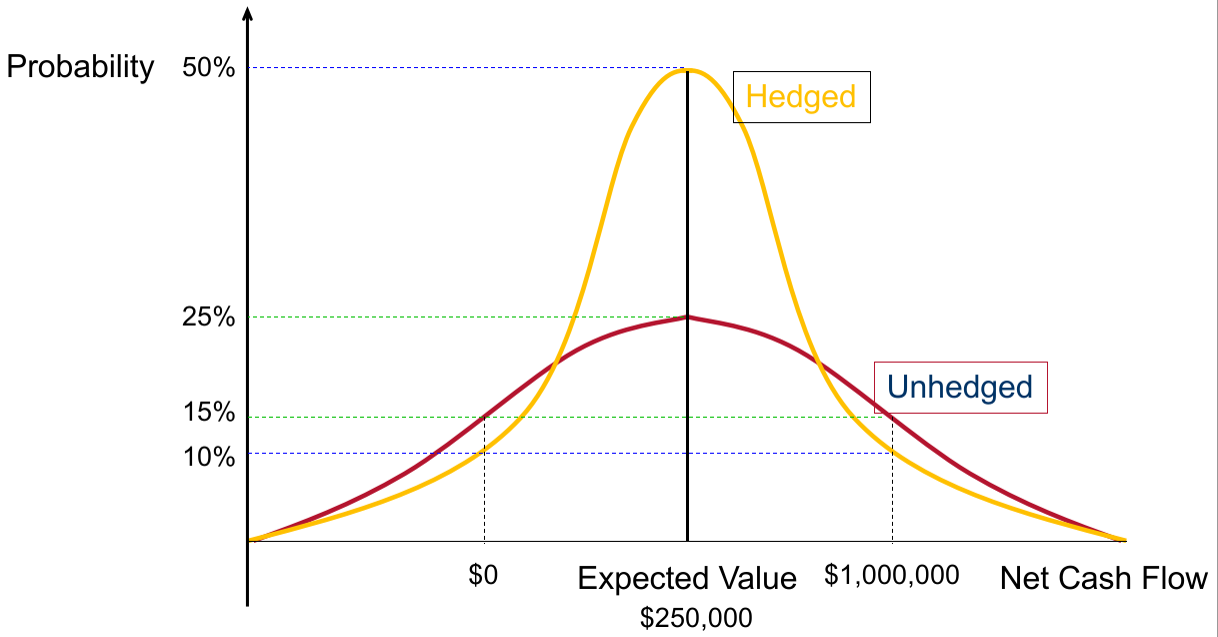 Probability
50%
Hedged
25%
Unhedged
15%
10%
$0
Expected Value
$1,000,000
Net Cash Flow
$250,000